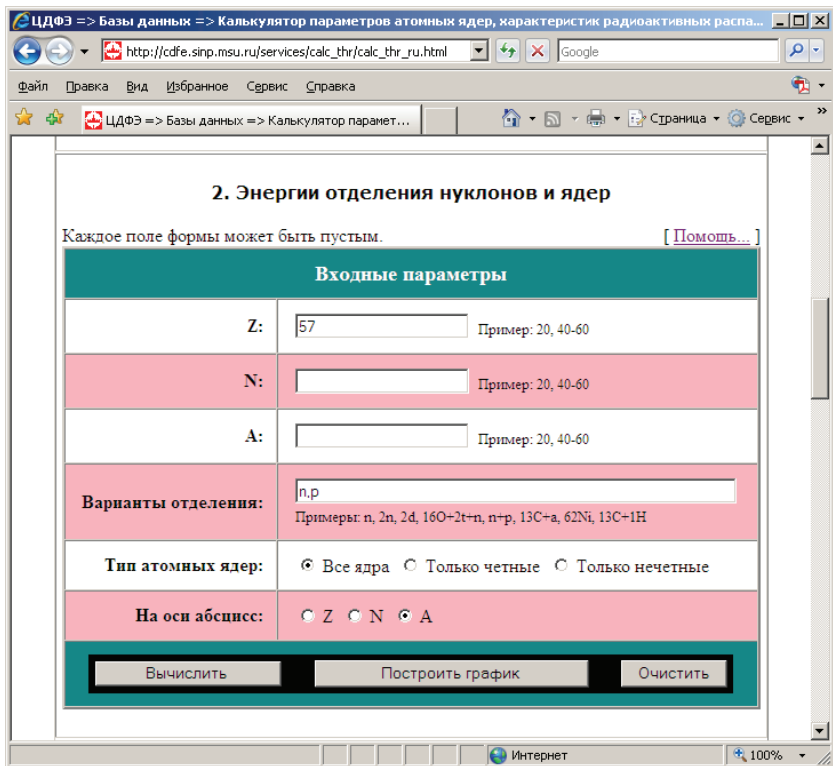 ЦДФЭ => Базы данных => Калькулятор параметров атомных ядер, характеристик радиоактивных распа...
http://cdfe.sinp.msu.ru/services/calc_thr/calc_thr_ru.html
Google
Файл Правка Вид Избранное Сервис Справка
ЦДФЭ => Базы данных => Калькулятор парамет...
Страница
Сервис
»
2. Энергии отделения нуклонов и ядер
Каждое поле формы может быть пустым.
[ Помощь... ]
Входные параметры
Z: 57 Пример: 20, 40-60
N: Пример: 20, 40-60
A: Пример: 20, 40-60
Варианты отделения: n,p
Примеры: n, 2n, 2d, 16O+2t+n, n+p, 13C+a, 62Ni, 13C+1H
Тип атомных ядер: Все ядра Только четные Только нечетные
На оси абсцисс: Z N A
Вычислить Построить график Очистить
Интернет
100%